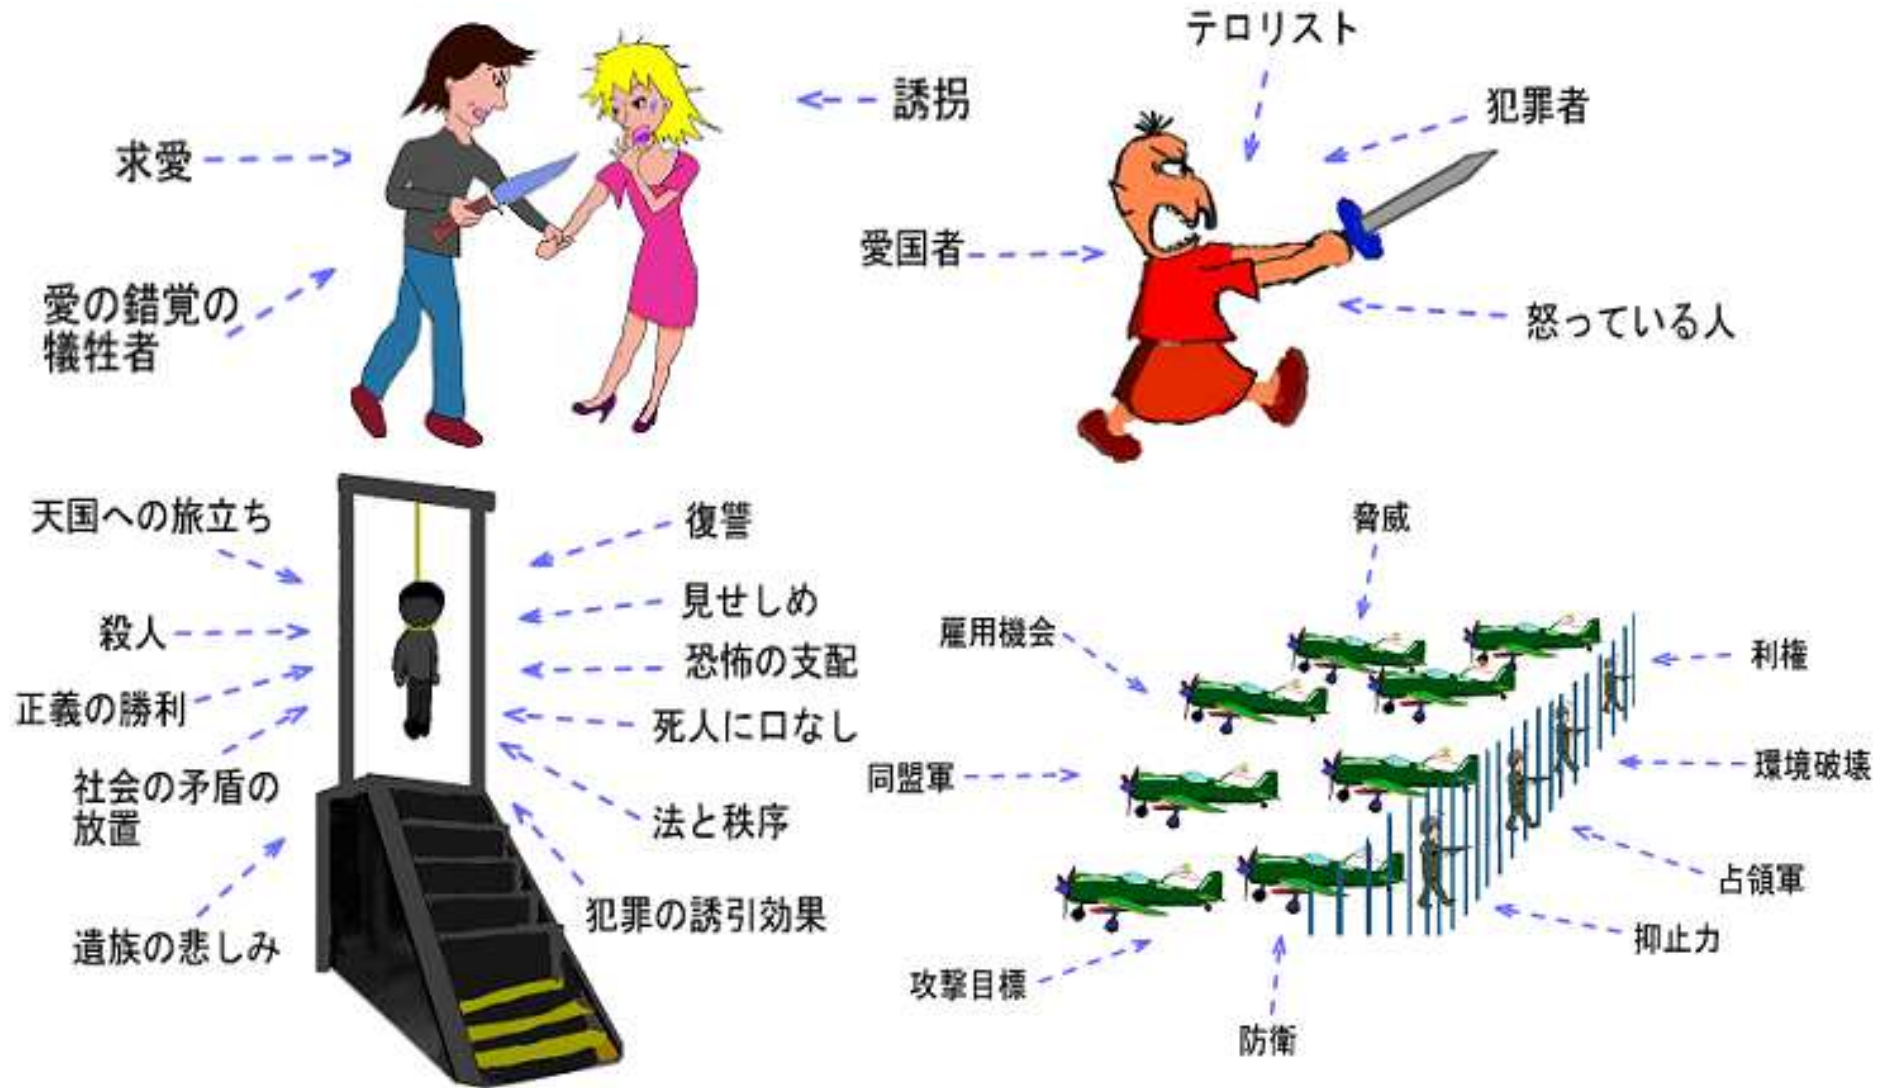 求愛
愛の錯覚の
犠牲者
誘拐
テロリスト
犯罪者
愛国者
怒っている人
天国への旅立ち
殺人
正義の勝利
社会の矛盾の
放置
遺族の悲しみ
復讐
見せしめ
恐怖の支配
死人に口なし
法と秩序
犯罪の誘引効果
脅威
雇用機会
利権
同盟軍
環境破壊
占領軍
抑止力
攻撃目標
防衛